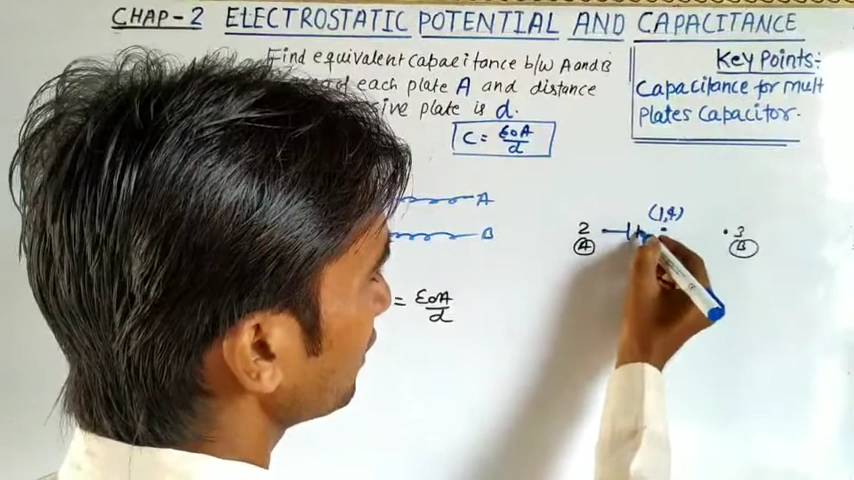 CHAP-2 ELECTROSTATIC POTENTIAL AND CAPACITANCE
Find equivalent capacitance b/w A and B
of each plate A and distance
plate is d.
C = ε0A/d
Key Points:-
Capacitance for mult
Plates Capacitor.
A
B
= ε0A/d
2
(A)
(1,4)
3
(B)